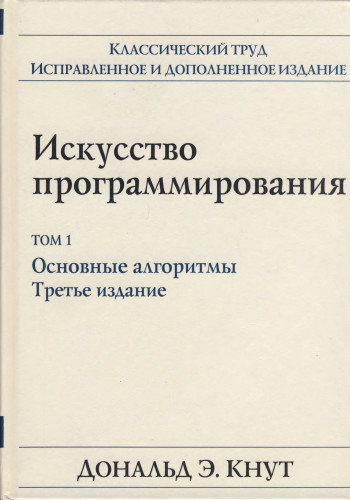 Классический труд
Исправленное и дополненное издание
Искусство
программирования
ТОМ 1
Основные алгоритмы
Третье издание
Дональд Э. Кнут